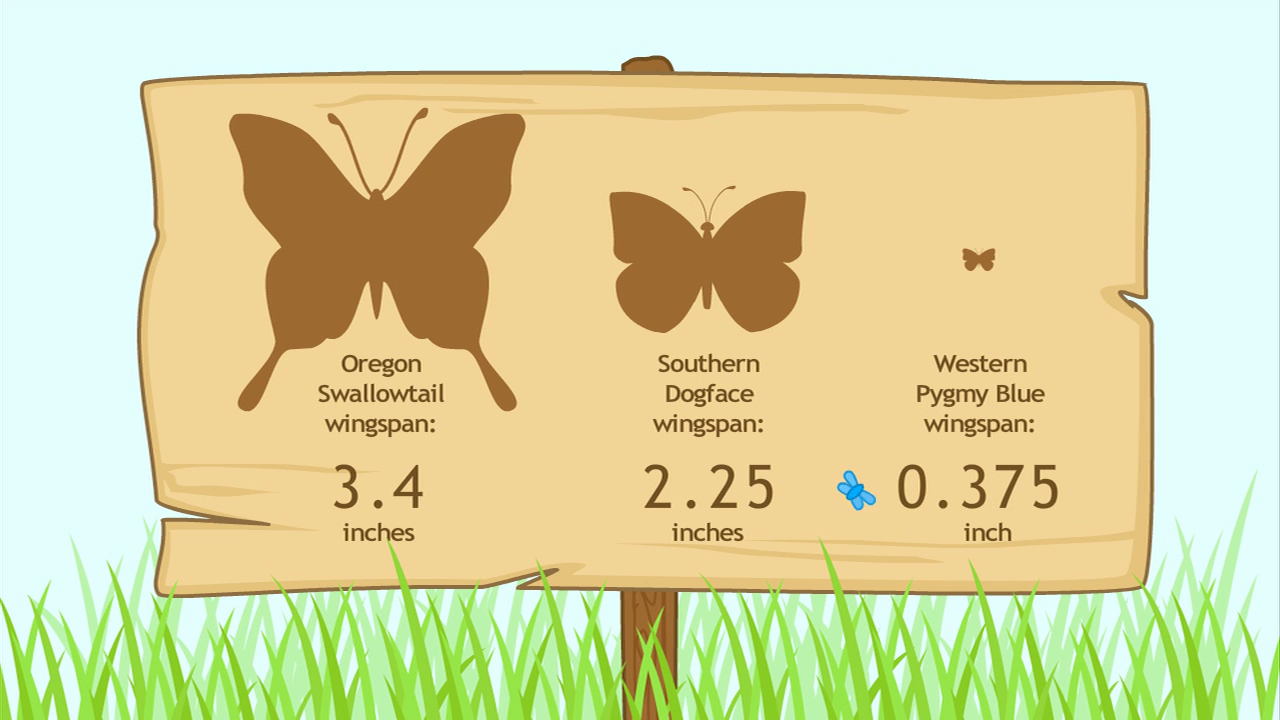 Oregon
Swallowtail
wingspan:
3.4
inches
Southern
Dogface
wingspan:
2.25
inches
Western
Pygmy Blue
wingspan:
0.375
inch